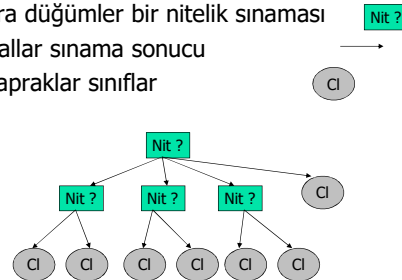 ra düğümler bir nitelik sınaması
Nit ?
allar sınama sonucu
apraklar sınıflar
Cl
Nit ?
Nit ? Nit ? Nit ? Cl
Cl Cl Cl Cl Cl Cl